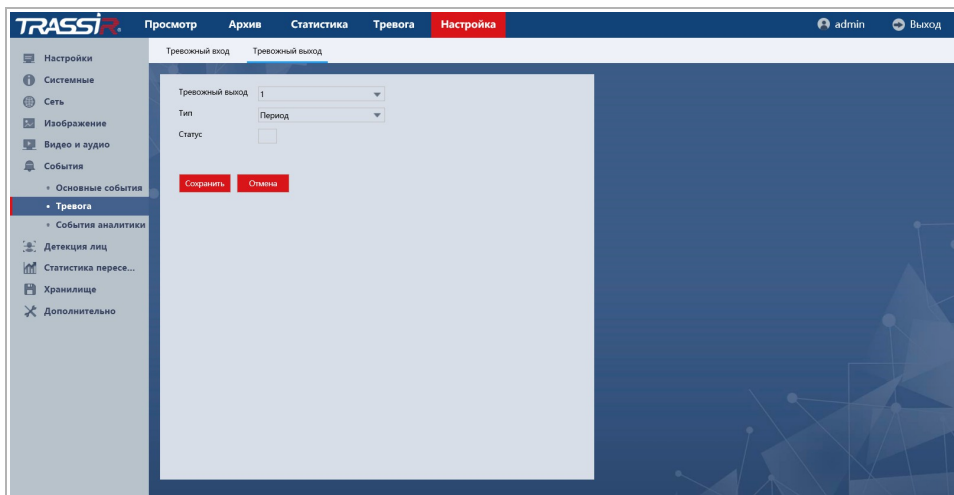 TRASSIR
Просмотр Архив Статистика Тревога Настройка admin Выход
Тревожный вход Тревожный выход
Настройки
Системные
Сеть
Изображение
Видео и аудио
События
Основные события
Тревога
События аналитики
Детекция лиц
Статистика пересе...
Хранилище
Дополнительно
Тревожный выход 1
Тип Период
Статус
Сохранить Отмена